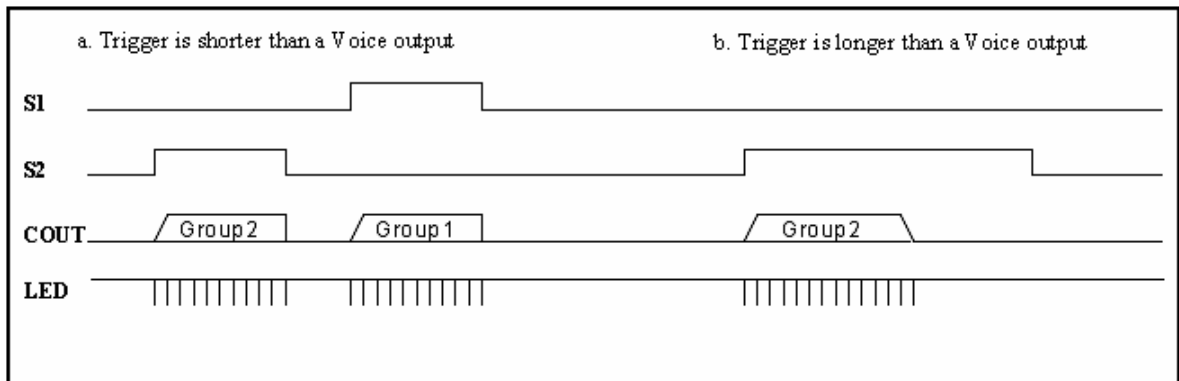 a. Trigger is shorter than a Voice output
b. Trigger is longer than a Voice output
S1
S2
COUT
Group2
Group1
Group2
LED